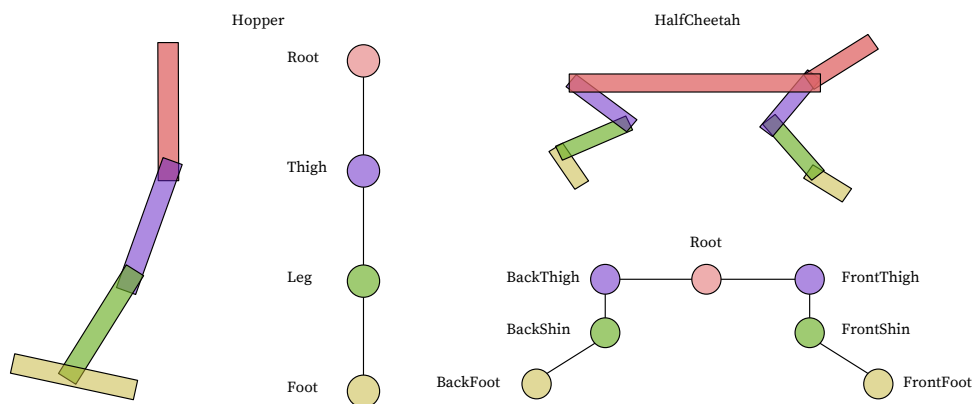 Hopper
Root
Thigh
Leg
Foot
HalfCheetah
Root
BackThigh
FrontThigh
BackShin
FrontShin
BackFoot
FrontFoot